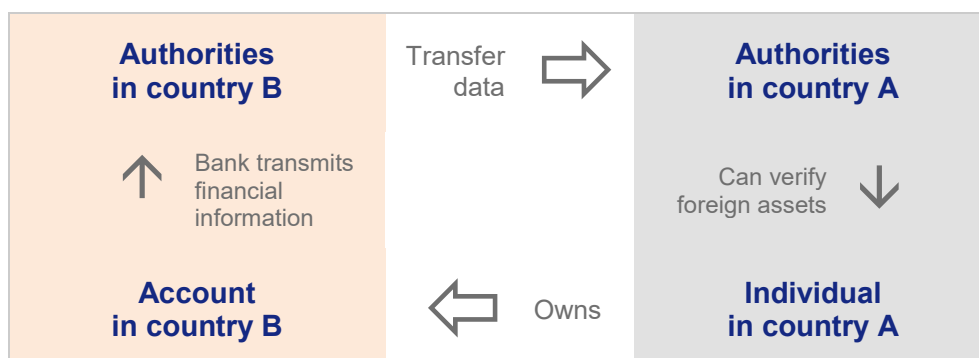 Authorities
in country B
Transfer
data
Authorities
in country A
Bank transmits
financial
information
Can verify
foreign assets
Account
in country B
Owns
Individual
in country A